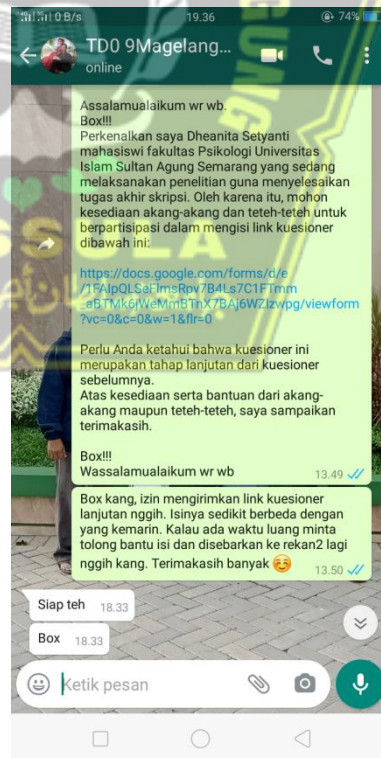 0 B/s 19.36 74%
TD0 9Magelang...
online
Assalamualaikum wr wb.
Box!!!
Perkenalkan saya Dheanita Setyanti
mahasiswi fakultas Psikologi Universitas
Islam Sultan Agung Semarang yang sedang
melaksanakan penelitian guna menyelesaikan
tugas akhir skripsi. Oleh karena itu, mohon
kesediaan akang-akang dan teteh-teteh untuk
berpartisipasi dalam mengisi link kuesioner
dibawah ini:
https://docs.google.com/forms/d/e
/1FAIpQLSeFlmsRpv7B4Ls7C1FTmm
_aBTMk6jWeMmBTnX7BAj6WZIzwpg/viewform
?vc=0&c=0&w=1&flr=0
Perlu Anda ketahui bahwa kuesioner ini
merupakan tahap lanjutan dari kuesioner
sebelumnya.
Atas kesediaan serta bantuan dari akang-
akang maupun teteh-teteh, saya sampaikan
terimakasih.
Box!!!
Wassalamualaikum wr wb 13.49
Box kang, izin mengirimkan link kuesioner
lanjutan nggih. Isinya sedikit berbeda dengan
yang kemarin. Kalau ada waktu luang minta
tolong bantu isi dan disebarkan ke rekan2 lagi
nggih kang. Terimakasih banyak ☺️ 13.50
Siap teh 18.33
Box 18.33
Ketik pesan